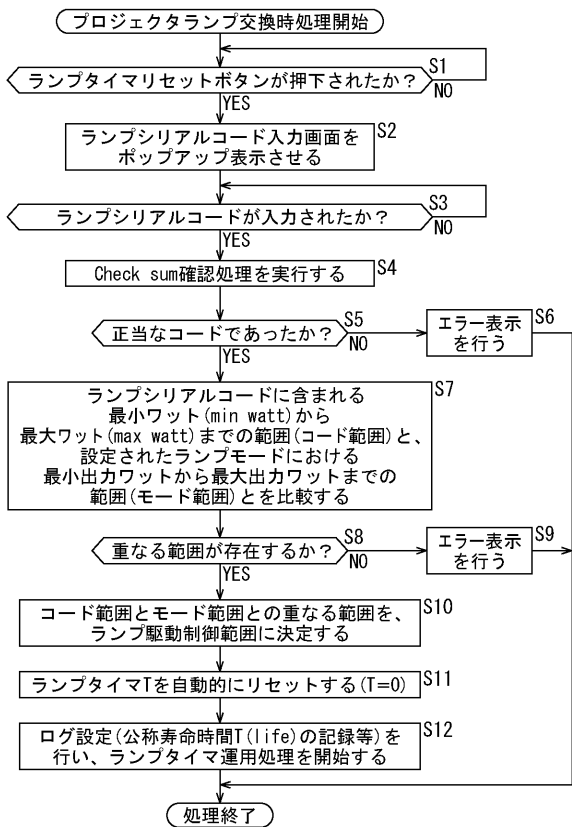 プロジェクタランプ交換時処理開始
S1
ランプタイマリセットボタンが押下されたか?
NO
YES
S2
ランプシリアルコード入力画面を
ポップアップ表示させる
S3
ランプシリアルコードが入力されたか?
NO
YES
Check sum確認処理を実行する
S4
S5
正当なコードであったか?
NO
YES
S6
エラー表示
を行う
S7
ランプシリアルコードに含まれる
最小ワット(min watt)から
最大ワット(max watt)までの範囲(コード範囲)と、
設定されたランプモードにおける
最小出力ワットから最大出力ワットまでの
範囲(モード範囲)とを比較する
S8
重なる範囲が存在するか?
NO
YES
S9
エラー表示
を行う
S10
コード範囲とモード範囲との重なる範囲を、
ランプ駆動制御範囲に決定する
ランプタイマTを自動的にリセットする(T=0)
S11
S12
ログ設定(公称寿命時間T(life)の記録等)を
行い、ランプタイマ運用処理を開始する
処理終了